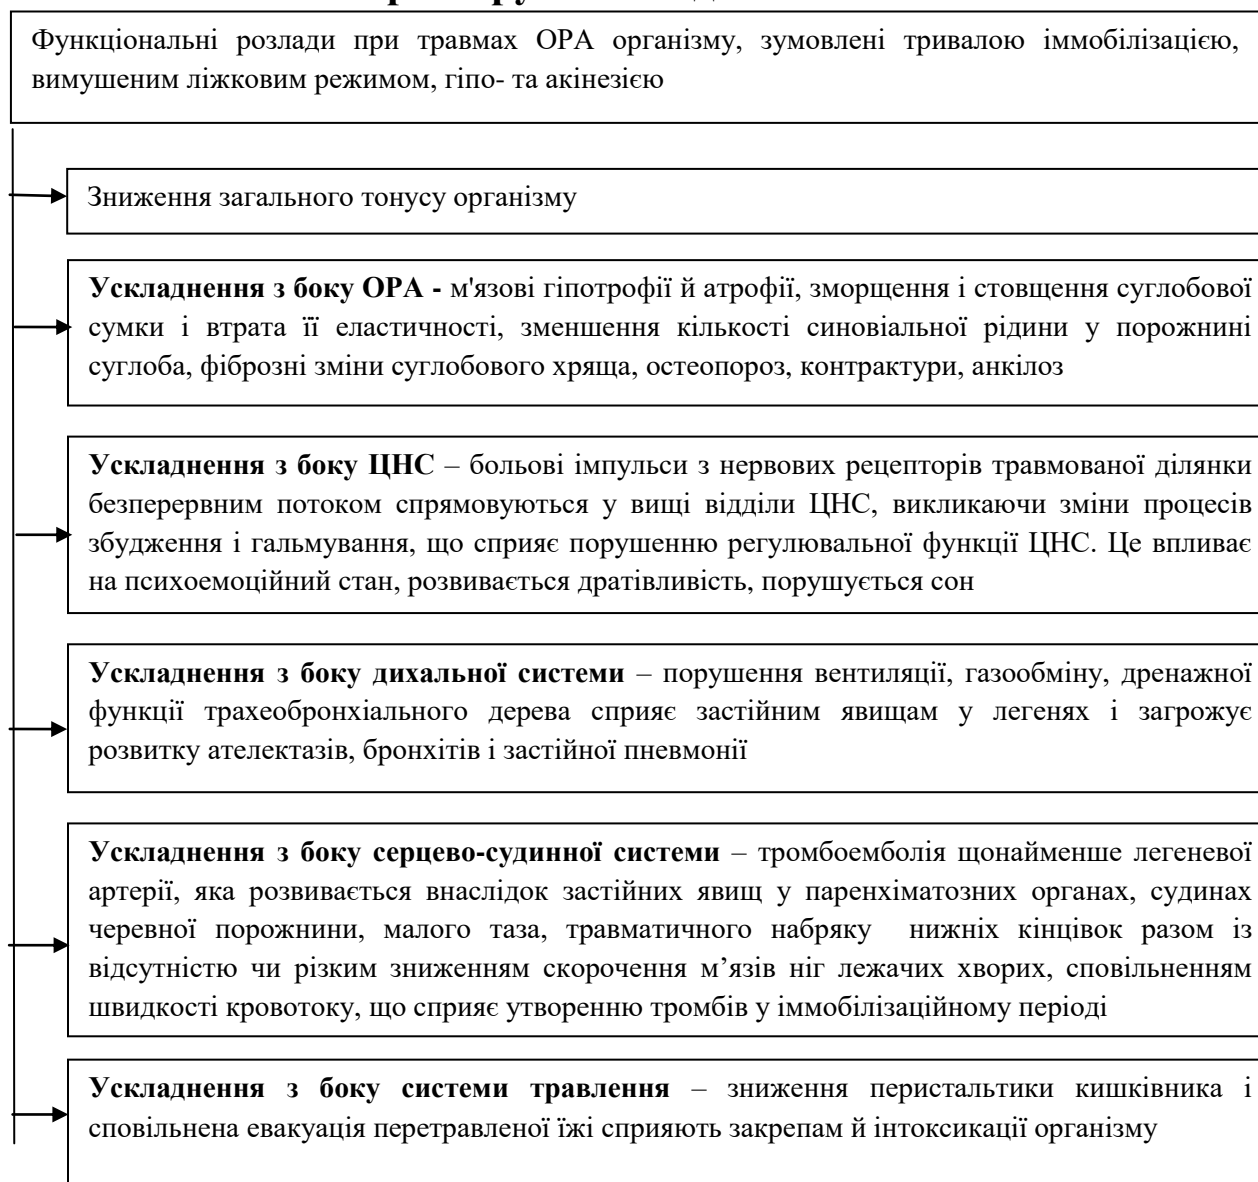 Функціональні розлади при травмах ОРА організму, зумовлені тривалою іммобілізацією,
вимушеним ліжковим режимом, гіпо- та акінезією
Зниження загального тонусу організму
Ускладнення з боку ОРА - м'язові гіпотрофії й атрофії, зморщення і стовщення суглобової
сумки і втрата її еластичності, зменшення кількості синовіальної рідини у порожнині
суглоба, фіброзні зміни суглобового хряща, остеопороз, контрактури, анкілоз
Ускладнення з боку ЦНС – больові імпульси з нервових рецепторів травмованої ділянки
безперервним потоком спрямовуються у вищі відділи ЦНС, викликаючи зміни процесів
збудження і гальмування, що сприяє порушенню регулювальної функції ЦНС. Це впливає
на психоемоційний стан, розвивається дратівливість, порушується сон
Ускладнення з боку дихальної системи – порушення вентиляції, газообміну, дренажної
функції трахеобронхіального дерева сприяє застійним явищам у легенях і загрожує
розвитку ателектазів, бронхітів і застійної пневмонії
Ускладнення з боку серцево-судинної системи – тромбоемболія щонайменше легеневої
артерії, яка розвивається внаслідок застійних явищ у паренхіматозних органах, судинах
черевної порожнини, малого таза, травматичного набряку нижніх кінцівок разом із
відсутністю чи різким зниженням скорочення м’язів ніг лежачих хворих, сповільненням
швидкості кровотоку, що сприяє утворенню тромбів у іммобілізаційному періоді
Ускладнення з боку системи травлення – зниження перистальтики кишківника і
сповільнена евакуація перетравленої їжі сприяють закрепам й інтоксикації організму